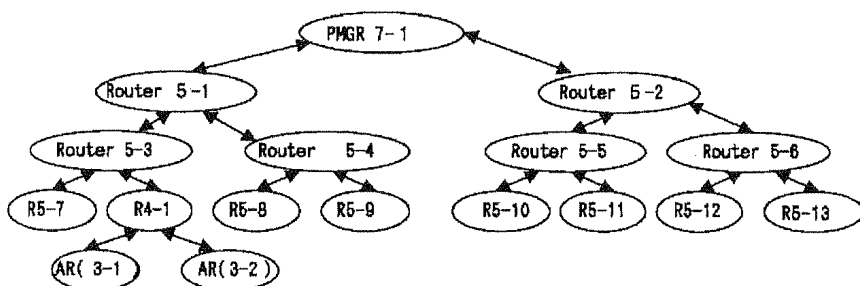 PMGR 7-1
Router 5-1
Router 5-2
Router 5-3
Router 5-4
Router 5-5
Router 5-6
R5-7
R4-1
R5-8
R5-9
R5-10
R5-11
R5-12
R5-13
AR( 3-1 )
AR( 3-2 )